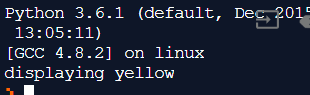 Python 3.6.1 (default, Dec 2015
13:05:11)
[GCC 4.8.2] on linux
displaying yellow